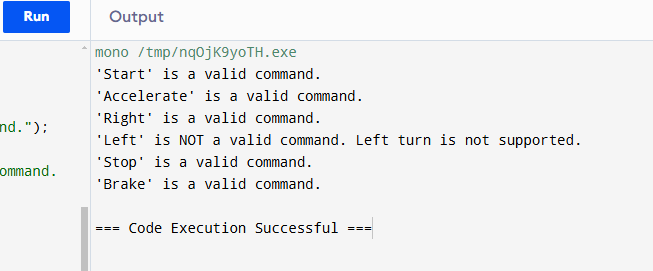 Run
Output
mono /tmp/nqOjK9yoTH.exe
'Start' is a valid command.
'Accelerate' is a valid command.
'Right' is a valid command.
nd.");
'Left' is NOT a valid command. Left turn is not supported.
'Stop' is a valid command.
ommand.
'Brake' is a valid command.
=== Code Execution Successful ===